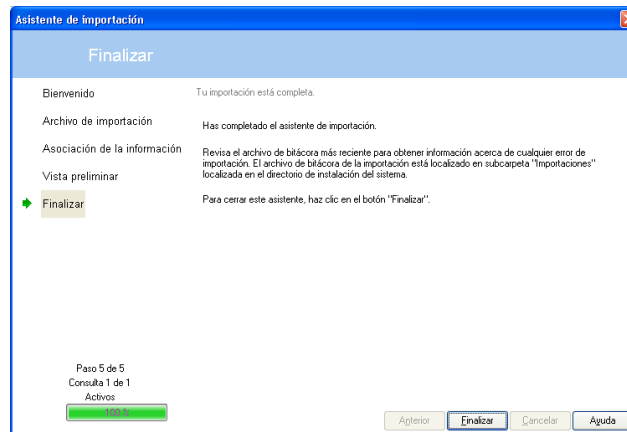 Asistente de importación
Finalizar
Bienvenido
Archivo de importación
Asociación de la información
Vista preliminar
Finalizar
Tu importación está completa.
Has completado el asistente de importación.
Revisa el archivo de bitácora más reciente para obtener información acerca de cualquier error de
importación. El archivo de bitácora de la importación está localizado en subcarpeta "Importaciones"
localizada en el directorio de instalación del sistema.
Para cerrar este asistente, haz clic en el botón "Finalizar".
Paso 5 de 5
Consulta 1 de 1
Activos
100 %
Anterior
Finalizar
Cancelar
Ayuda